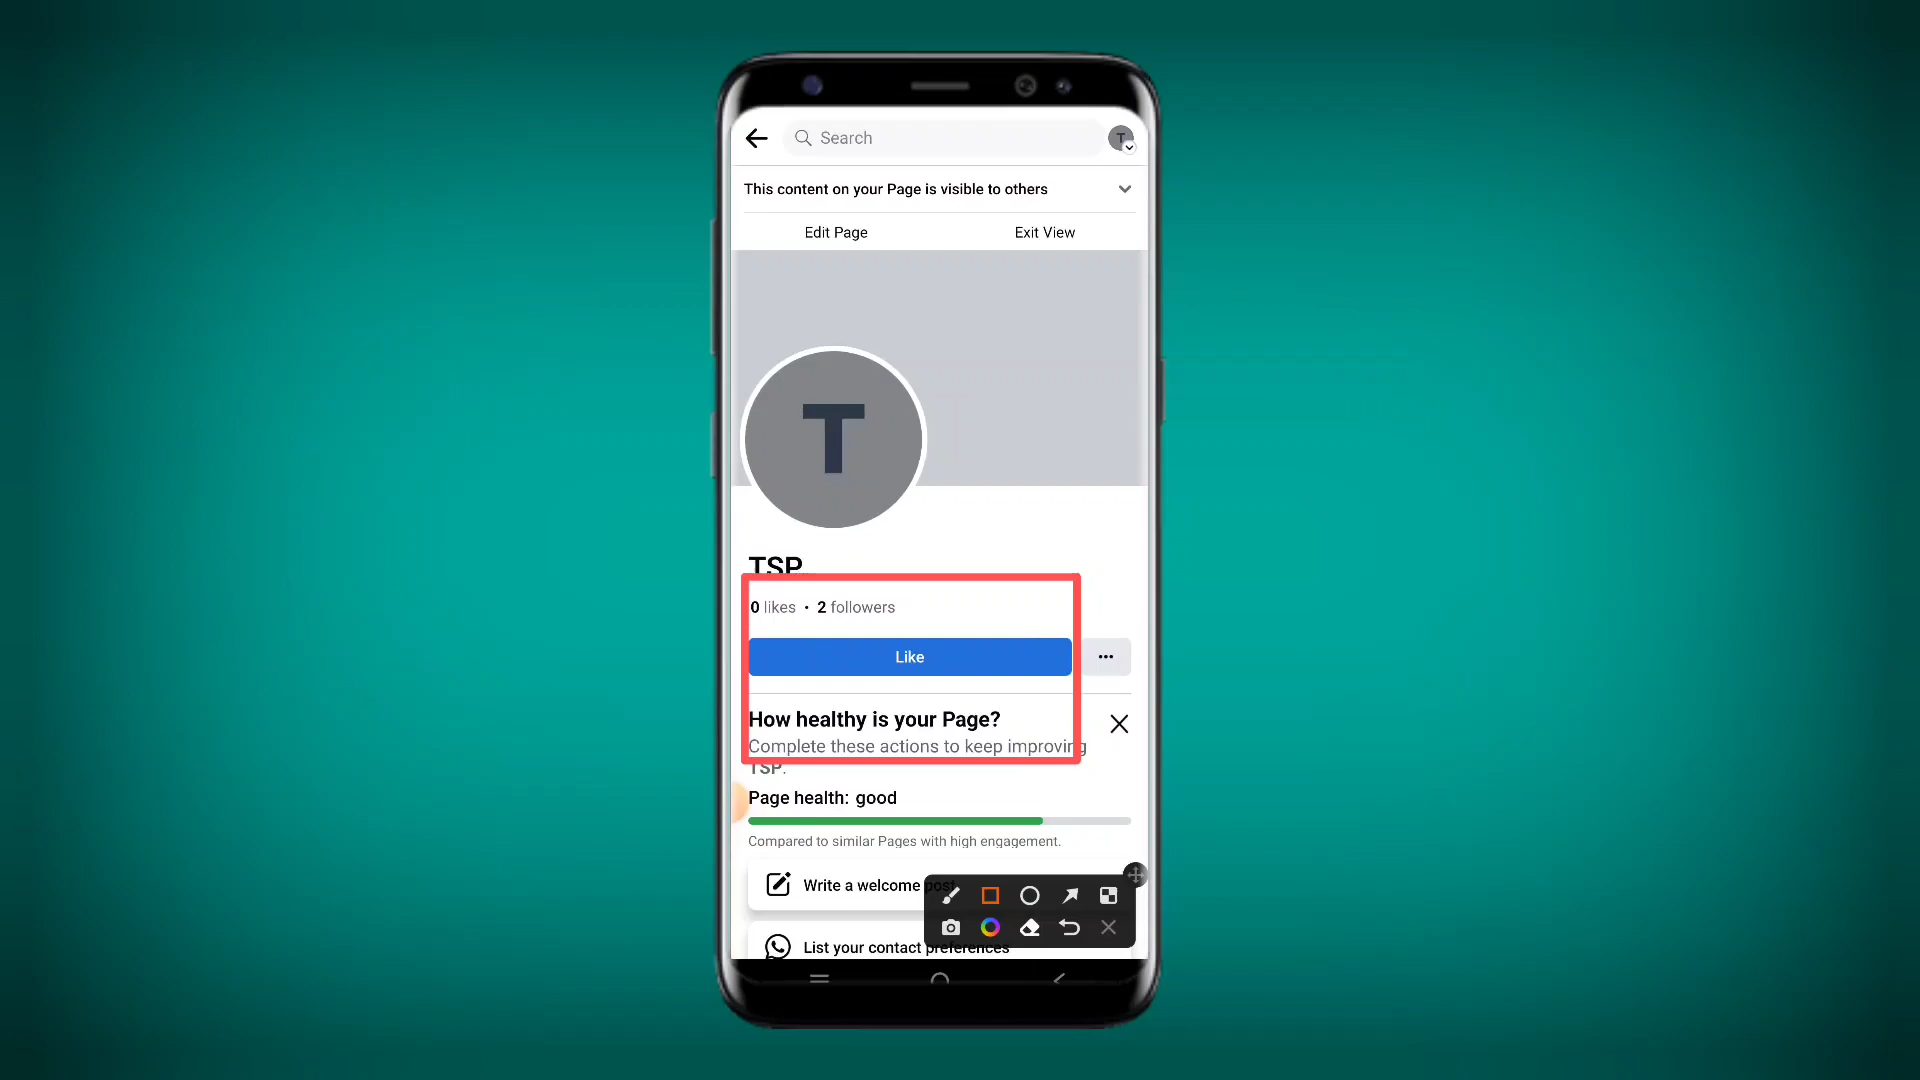 Search
T
This content on your Page is visible to others
Edit Page
Exit View
T
TSP
0 likes • 2 followers
Like
How healthy is your Page?
Complete these actions to keep improving
TSP.
Page health: good
Compared to similar Pages with high engagement.
Write a welcome post
List your contact preferences